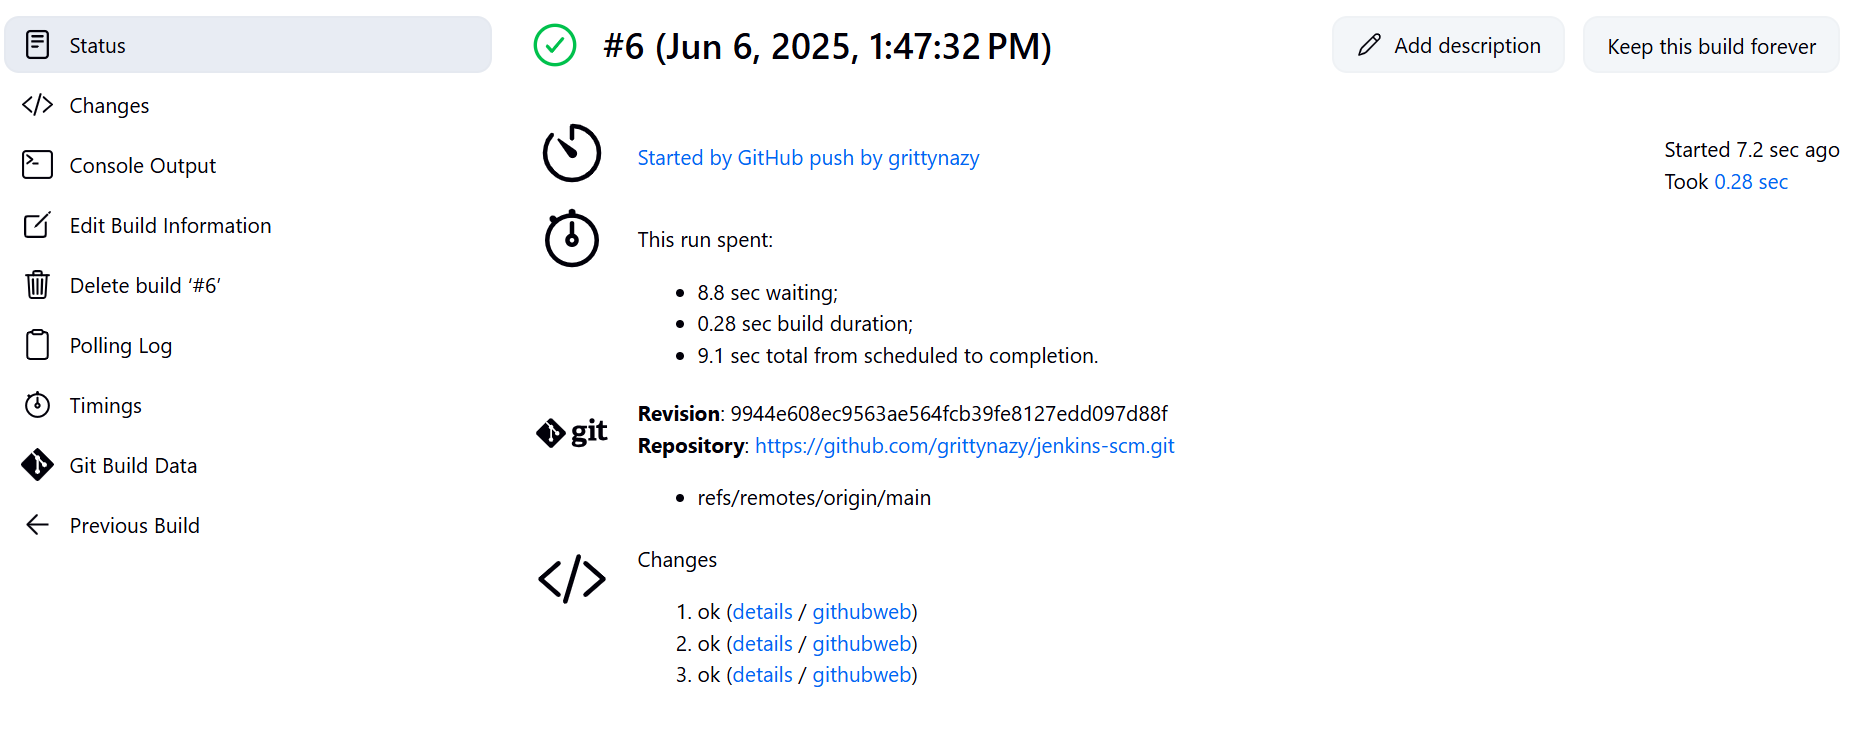 Status
Changes
Console Output
Edit Build Information
Delete build ‘#6’
Polling Log
Timings
Git Build Data
Previous Build
#6 (Jun 6, 2025, 1:47:32 PM)
Add description
Keep this build forever
Started by GitHub push by grittynazy
Started 7.2 sec ago
Took 0.28 sec
This run spent:
8.8 sec waiting;
0.28 sec build duration;
9.1 sec total from scheduled to completion.
git
Revision: 9944e608ec9563ae564fcb39fe8127edd097d88f
Repository: https://github.com/grittynazy/jenkins-scm.git
refs/remotes/origin/main
Changes
1. ok (details / githubweb)
2. ok (details / githubweb)
3. ok (details / githubweb)